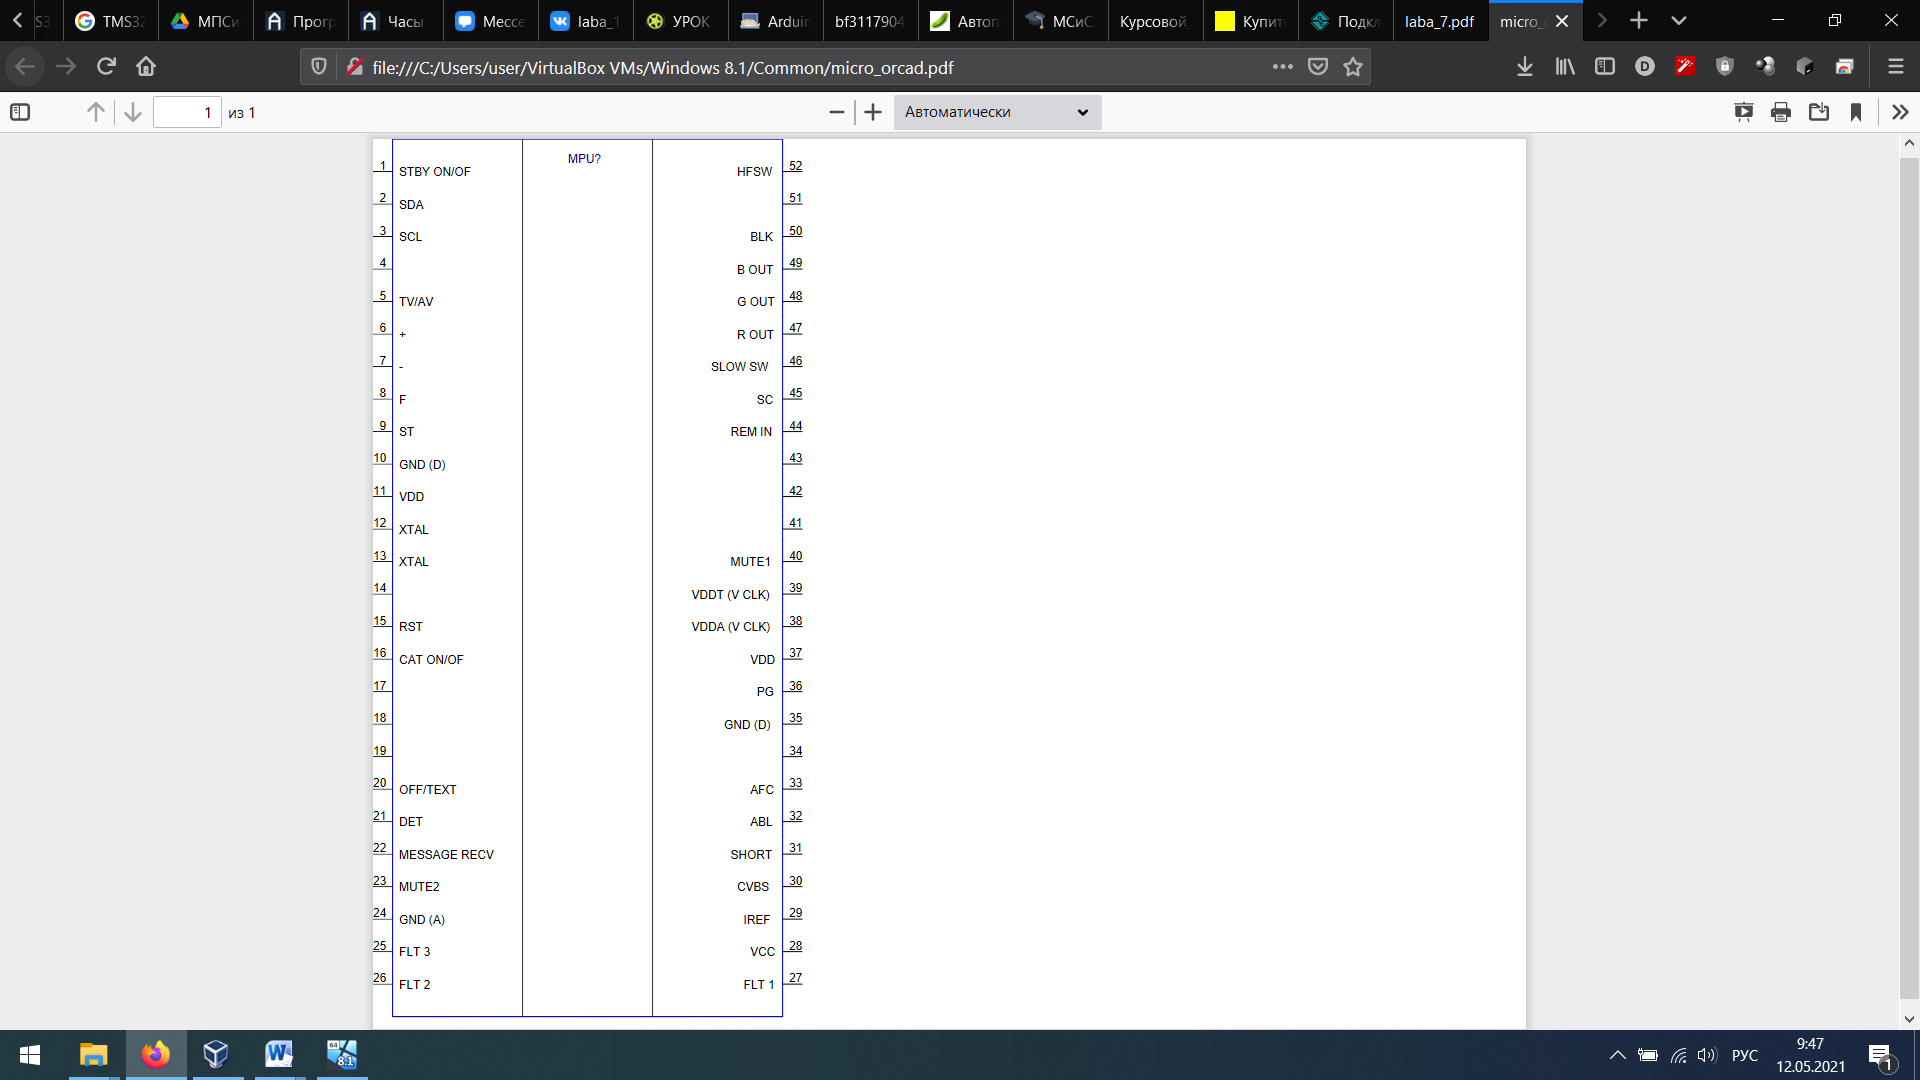 S3
TMS32
МПСи
Прогр
Часы
Мессе
laba_1
УРОК
Arduin
bf3117904
Автоп
МСиС
Курсовой
Купит
Подкл
laba_7.pdf
micro_
file:///C:/Users/user/VirtualBox VMs/Windows 8.1/Common/micro_orcad.pdf
1 из 1
Автоматически
MPU?
1 STBY ON/OF HFSW 52
2 SDA 51
3 SCL BLK 50
4 B OUT 49
5 TV/AV G OUT 48
6 + R OUT 47
7 - SLOW SW 46
8 F SC 45
9 ST REM IN 44
10 GND (D) 43
11 VDD 42
12 XTAL 41
13 XTAL MUTE1 40
14 VDDT (V CLK) 39
15 RST VDDA (V CLK) 38
16 CAT ON/OF VDD 37
17 PG 36
18 GND (D) 35
19 34
20 OFF/TEXT AFC 33
21 DET ABL 32
22 MESSAGE RECV SHORT 31
23 MUTE2 CVBS 30
24 GND (A) IREF 29
25 FLT 3 VCC 28
26 FLT 2 FLT 1 27
64
8.1
РУС
9:47
12.05.2021
1